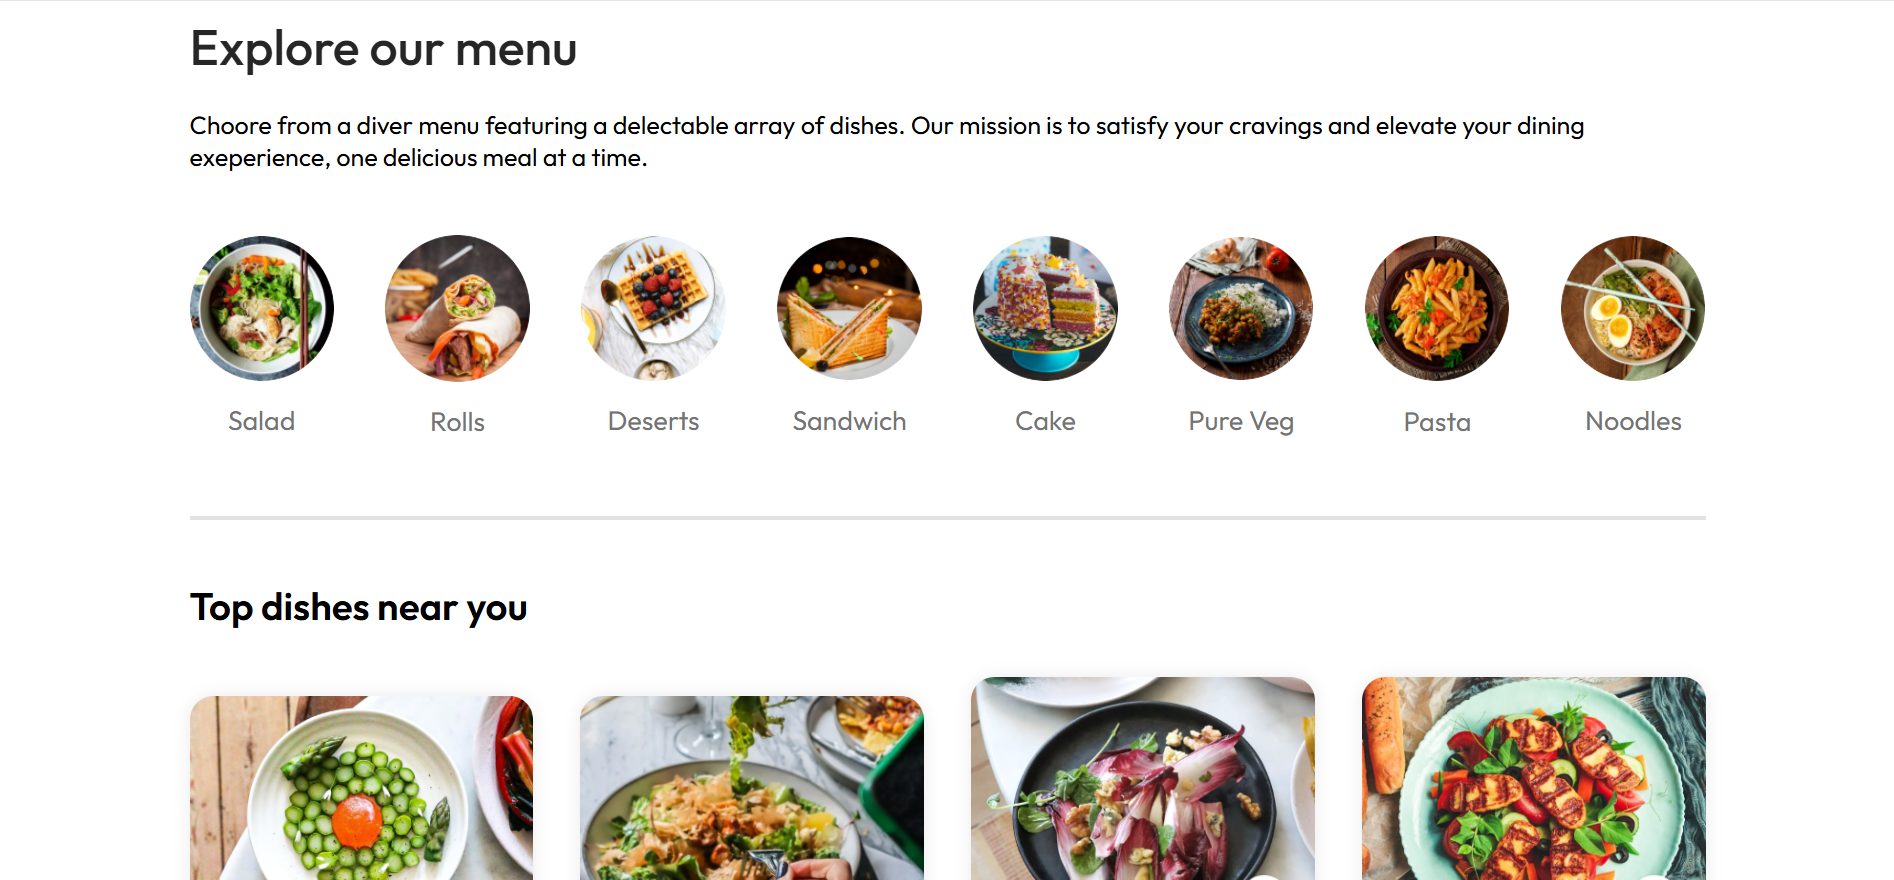 Explore our menu
Choore from a diver menu featuring a delectable array of dishes. Our mission is to satisfy your cravings and elevate your dining
exeperience, one delicious meal at a time.
Salad
Rolls
Deserts
Sandwich
Cake
Pure Veg
Pasta
Noodles
Top dishes near you